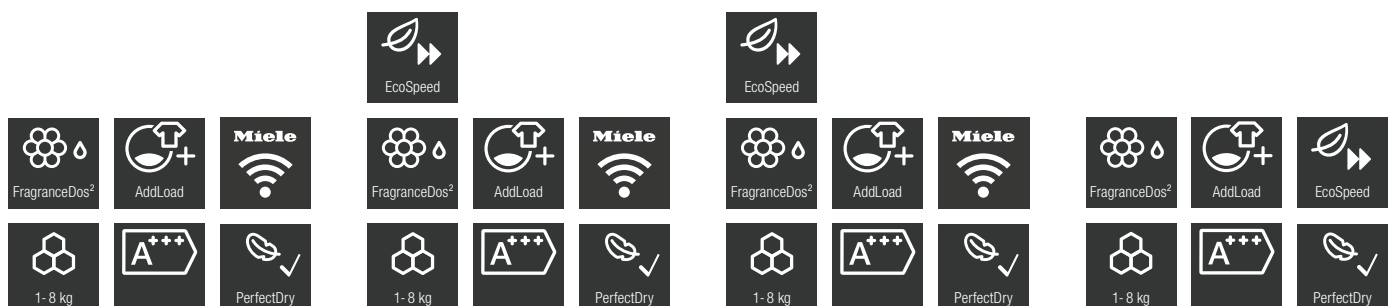 EcoSpeed EcoSpeed
Miele Miele Miele
FragranceDos² AddLoad FragranceDos² AddLoad FragranceDos² AddLoad FragranceDos² AddLoad EcoSpeed
A+++ A+++ A+++ A+++
1-8 kg PerfectDry 1-8 kg PerfectDry 1-8 kg PerfectDry 1-8 kg PerfectDry